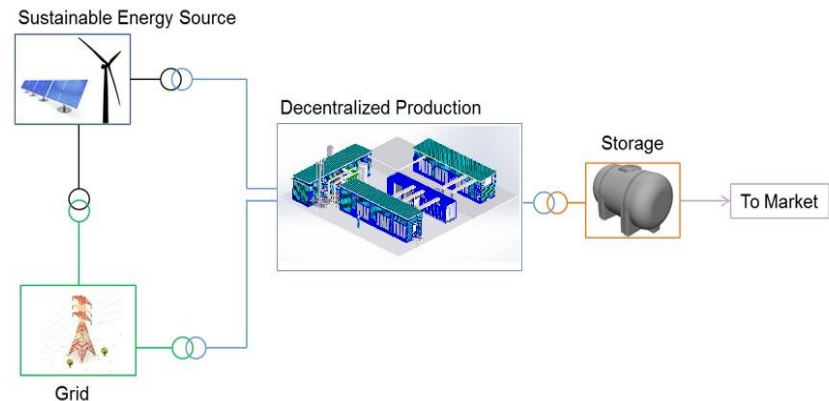 Sustainable Energy Source
Decentralized Production
Storage
To Market
Grid